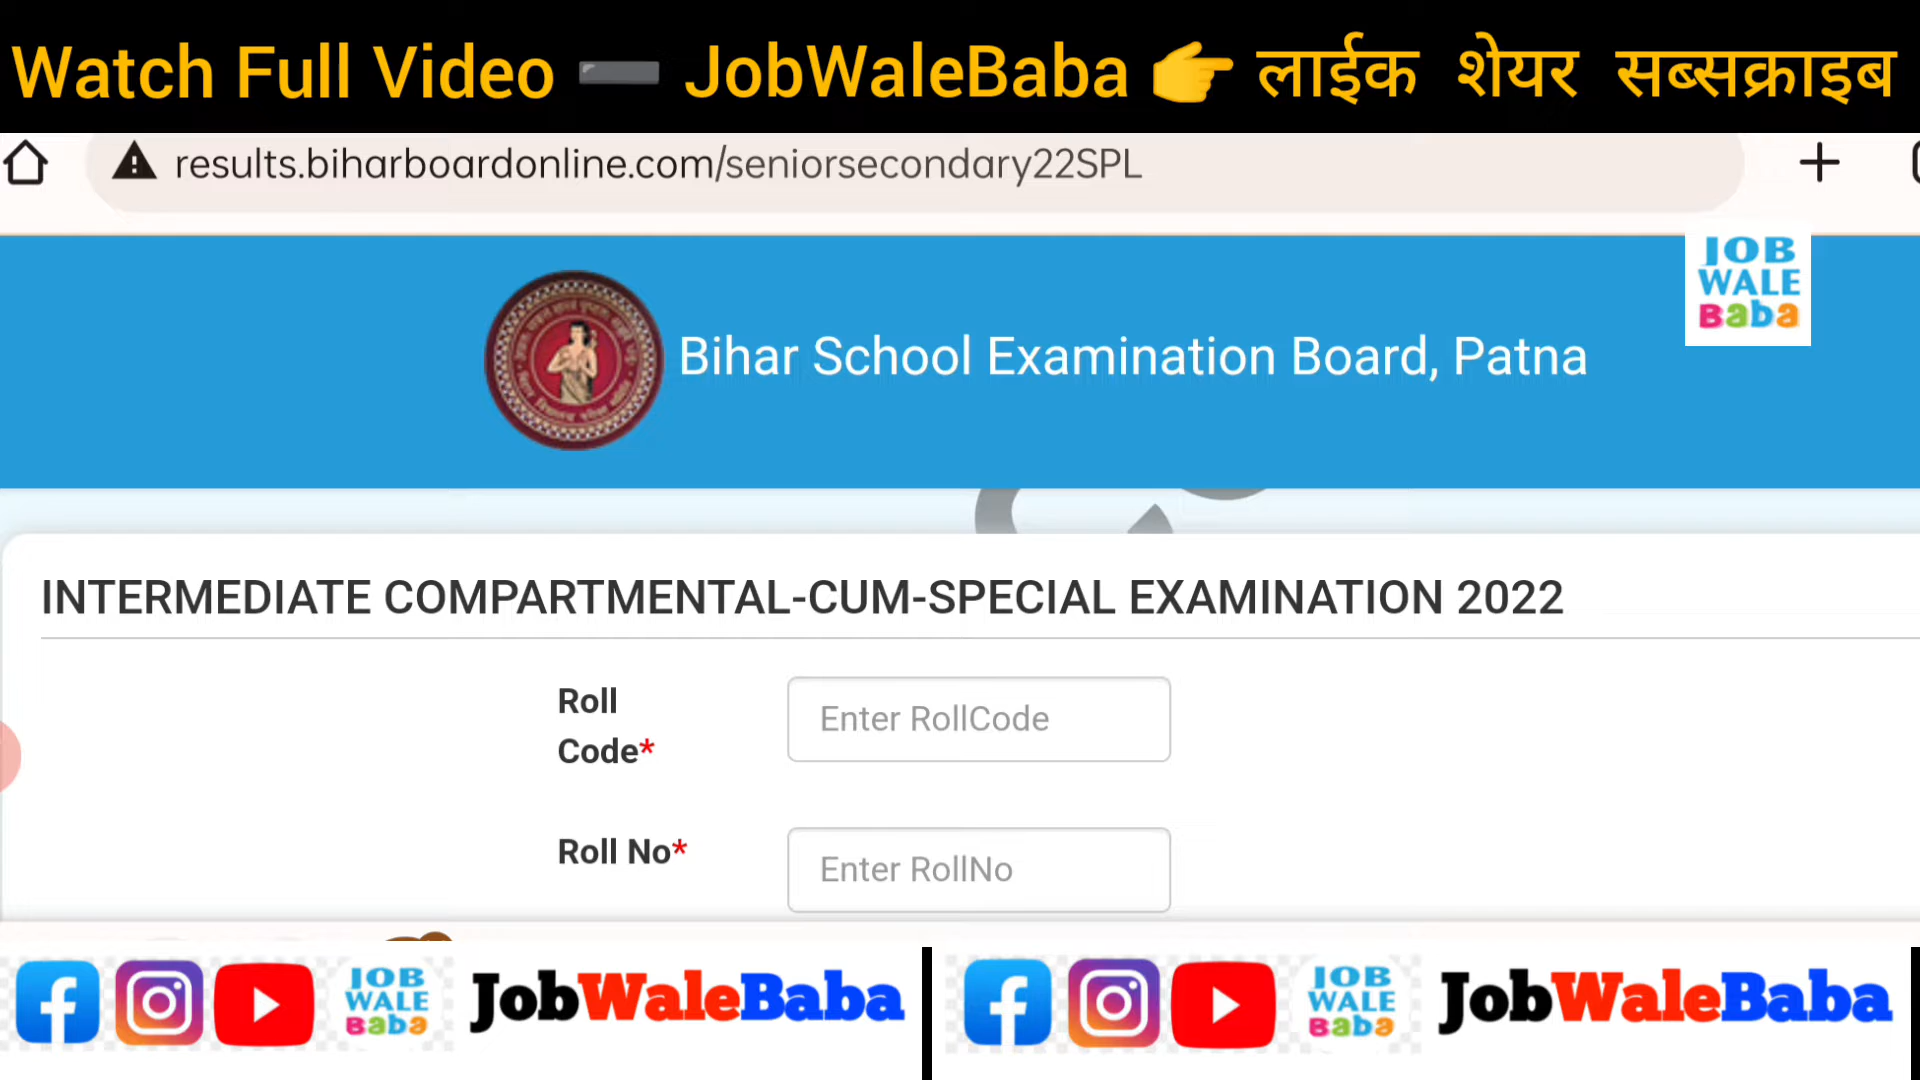 Watch Full Video ➖ JobWaleBaba 👉 लाईक शेयर सब्सक्राइब
results.biharboardonline.com/seniorsecondary22SPL
JOB
WALE
Baba
Bihar School Examination Board, Patna
INTERMEDIATE COMPARTMENTAL-CUM-SPECIAL EXAMINATION 2022
Roll
Code*
Enter RollCode
Roll No*
Enter RollNo
JOB
WALE
Baba
JobWaleBaba
JOB
WALE
Baba
JobWaleBaba